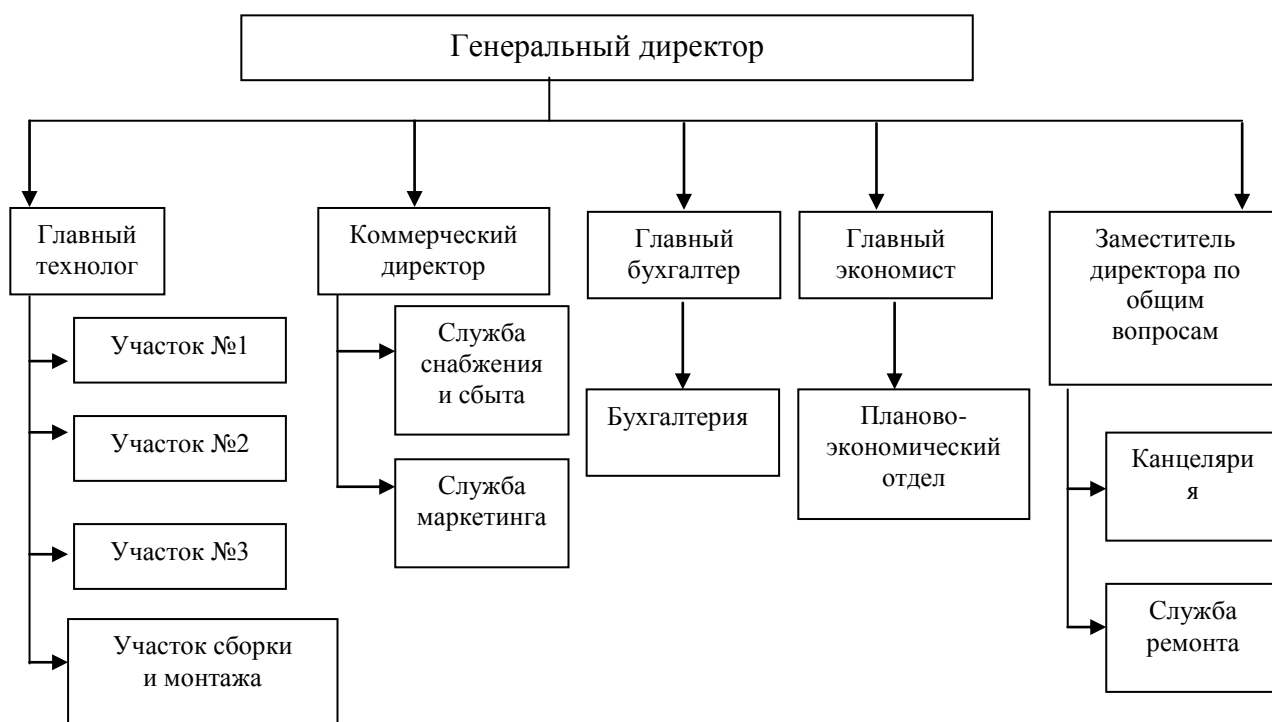 Генеральный директор
Главный
технолог
Коммерческий
директор
Главный
бухгалтер
Главный
экономист
Заместитель
директора по
общим
вопросам
Участок №1
Участок №2
Участок №3
Участок сборки
и монтажа
Служба
снабжения
и сбыта
Служба
маркетинга
Бухгалтерия
Планово-
экономический
отдел
Канцеляри
я
Служба
ремонта